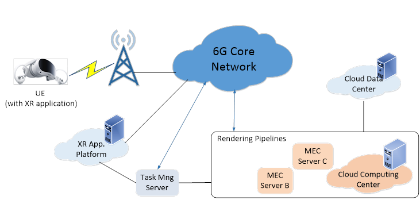 6G Core
Network
UE
(with XR application)
Cloud Data
Center
XR App.
Platform
Rendering Pipelines
MEC
Server C
Task Mng
Server
MEC
Server B
Cloud Computing
Center